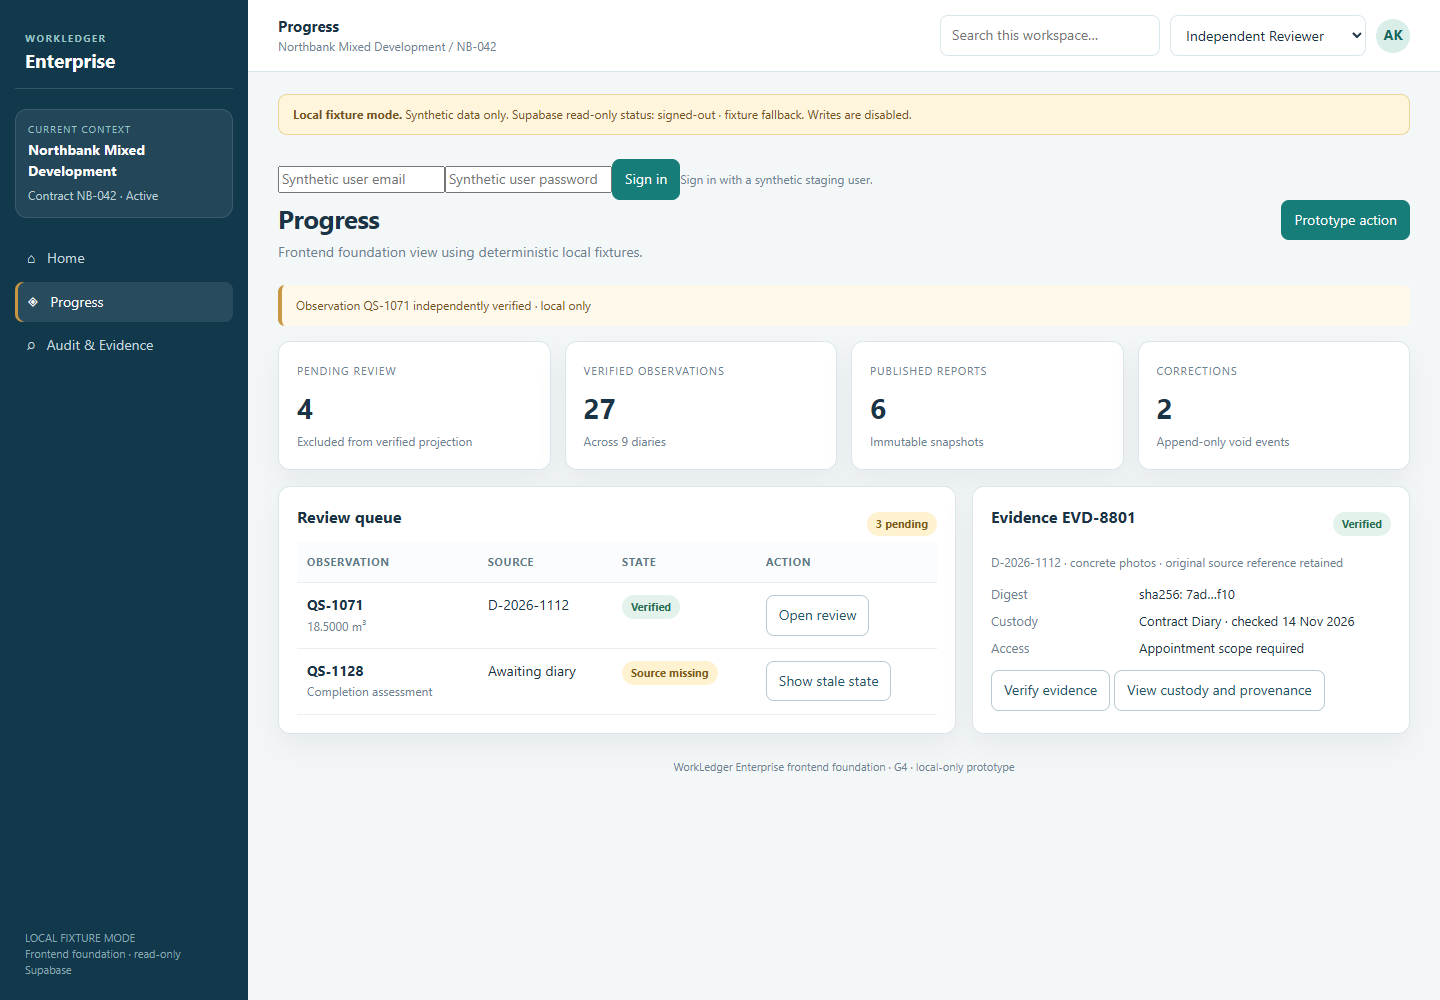 WORKLEDGER
Enterprise
CURRENT CONTEXT
Northbank Mixed
Development
Contract NB-042 · Active
Home
Progress
Audit & Evidence
LOCAL FIXTURE MODE
Frontend foundation · read-only
Supabase
Progress
Northbank Mixed Development / NB-042
Search this workspace...
Independent Reviewer
AK
Local fixture mode. Synthetic data only. Supabase read-only status: signed-out · fixture fallback. Writes are disabled.
Synthetic user email
Synthetic user password
Sign in
Sign in with a synthetic staging user.
Progress
Prototype action
Frontend foundation view using deterministic local fixtures.
Observation QS-1071 independently verified · local only
PENDING REVIEW
4
Excluded from verified projection
VERIFIED OBSERVATIONS
27
Across 9 diaries
PUBLISHED REPORTS
6
Immutable snapshots
CORRECTIONS
2
Append-only void events
Review queue
3 pending
OBSERVATION SOURCE STATE ACTION
QS-1071 D-2026-1112 Verified Open review
18.5000 m³
QS-1128 Awaiting diary Source missing Show stale state
Completion assessment
Evidence EVD-8801
Verified
D-2026-1112 · concrete photos · original source reference retained
Digest sha256: 7ad...f10
Custody Contract Diary · checked 14 Nov 2026
Access Appointment scope required
Verify evidence
View custody and provenance
WorkLedger Enterprise frontend foundation · G4 · local-only prototype